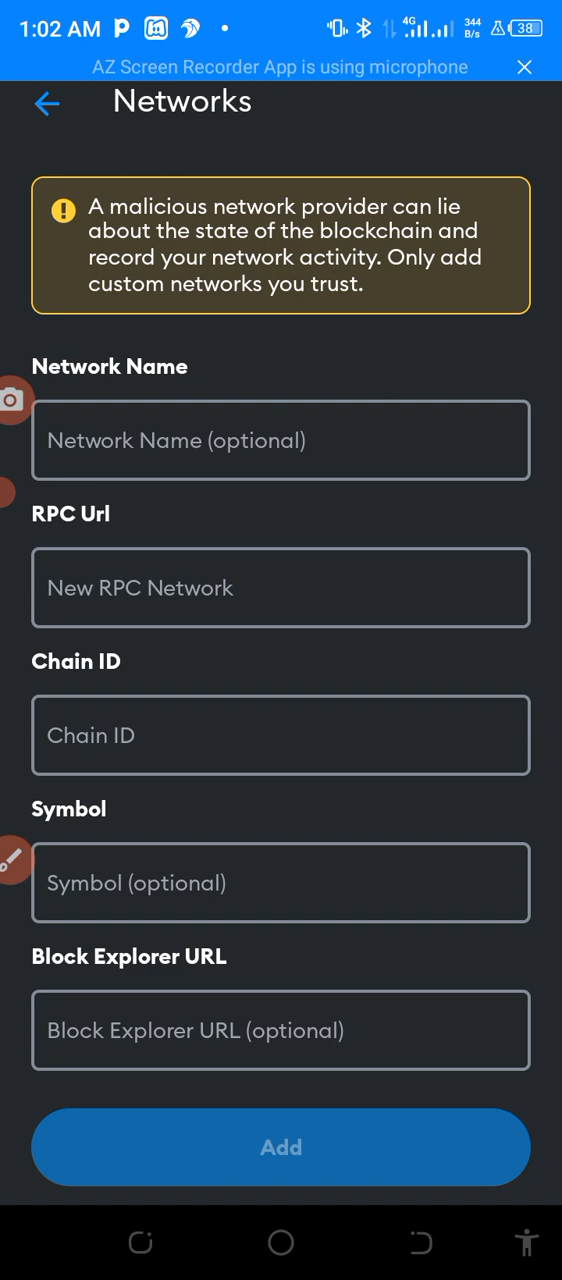 1:02 AM
4G
344
B/s
38
AZ Screen Recorder App is using microphone
Networks
A malicious network provider can lie
about the state of the blockchain and
record your network activity. Only add
custom networks you trust.
Network Name
Network Name (optional)
RPC Url
New RPC Network
Chain ID
Chain ID
Symbol
Symbol (optional)
Block Explorer URL
Block Explorer URL (optional)
Add